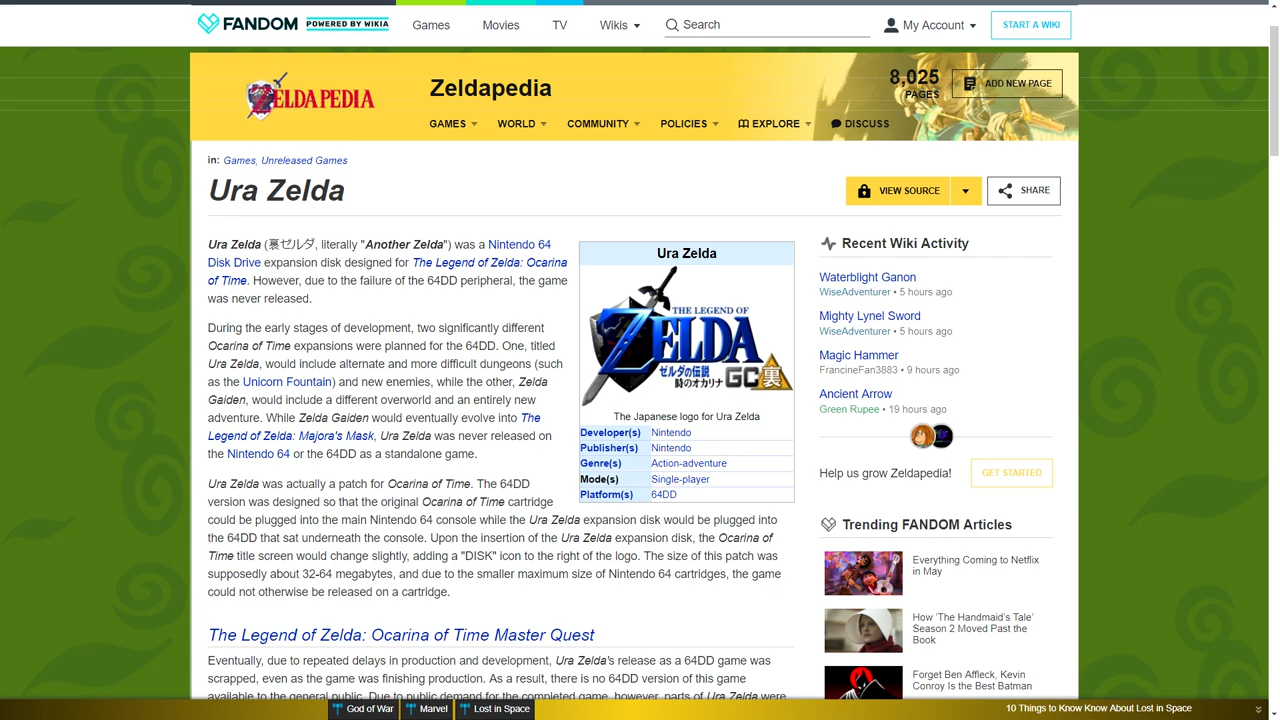 FANDOM POWERED BY WIKIA
Games Movies TV Wikis Search My Account START A WIKI
ZELDAPEDIA
Zeldapedia
8,025
PAGES
ADD NEW PAGE
GAMES WORLD COMMUNITY POLICIES EXPLORE DISCUSS
in: Games, Unreleased Games
Ura Zelda
VIEW SOURCE SHARE
Ura Zelda (裏ゼルダ, literally "Another Zelda") was a Nintendo 64
Disk Drive expansion disk designed for The Legend of Zelda: Ocarina
of Time. However, due to the failure of the 64DD peripheral, the game
was never released.
During the early stages of development, two significantly different
Ocarina of Time expansions were planned for the 64DD. One, titled
Ura Zelda, would include alternate and more difficult dungeons (such
as the Unicorn Fountain) and new enemies, while the other, Zelda
Gaiden, would include a different overworld and an entirely new
adventure. While Zelda Gaiden would eventually evolve into The
Legend of Zelda: Majora's Mask, Ura Zelda was never released on
the Nintendo 64 or the 64DD as a standalone game.
Ura Zelda
THE LEGEND OF
ZELDA
ゼルダの伝説
時のオカリナ GC裏
The Japanese logo for Ura Zelda
Developer(s) Nintendo
Publisher(s) Nintendo
Genre(s) Action-adventure
Mode(s) Single-player
Platform(s) 64DD
Ura Zelda was actually a patch for Ocarina of Time. The 64DD
version was designed so that the original Ocarina of Time cartridge
could be plugged into the main Nintendo 64 console while the Ura Zelda expansion disk would be plugged into
the 64DD that sat underneath the console. Upon the insertion of the Ura Zelda expansion disk, the Ocarina of
Time title screen would change slightly, adding a "DISK" icon to the right of the logo. The size of this patch was
supposedly about 32-64 megabytes, and due to the smaller maximum size of Nintendo 64 cartridges, the game
could not otherwise be released on a cartridge.
The Legend of Zelda: Ocarina of Time Master Quest
Eventually, due to repeated delays in production and development, Ura Zelda's release as a 64DD game was
scrapped, even as the game was finishing production. As a result, there is no 64DD version of this game
available to the general public. Due to public demand for the completed game, however, parts of Ura Zelda were
Recent Wiki Activity
Waterblight Ganon
WiseAdventurer • 5 hours ago
Mighty Lynel Sword
WiseAdventurer • 5 hours ago
Magic Hammer
FrancineFan3883 • 9 hours ago
Ancient Arrow
Green Rupee • 19 hours ago
Help us grow Zeldapedia! GET STARTED
Trending FANDOM Articles
Everything Coming to Netflix
in May
How ‘The Handmaid’s Tale’
Season 2 Moved Past the
Book
Forget Ben Affleck, Kevin
Conroy Is the Best Batman
God of War Marvel Lost in Space 10 Things to Know Know About Lost in Space